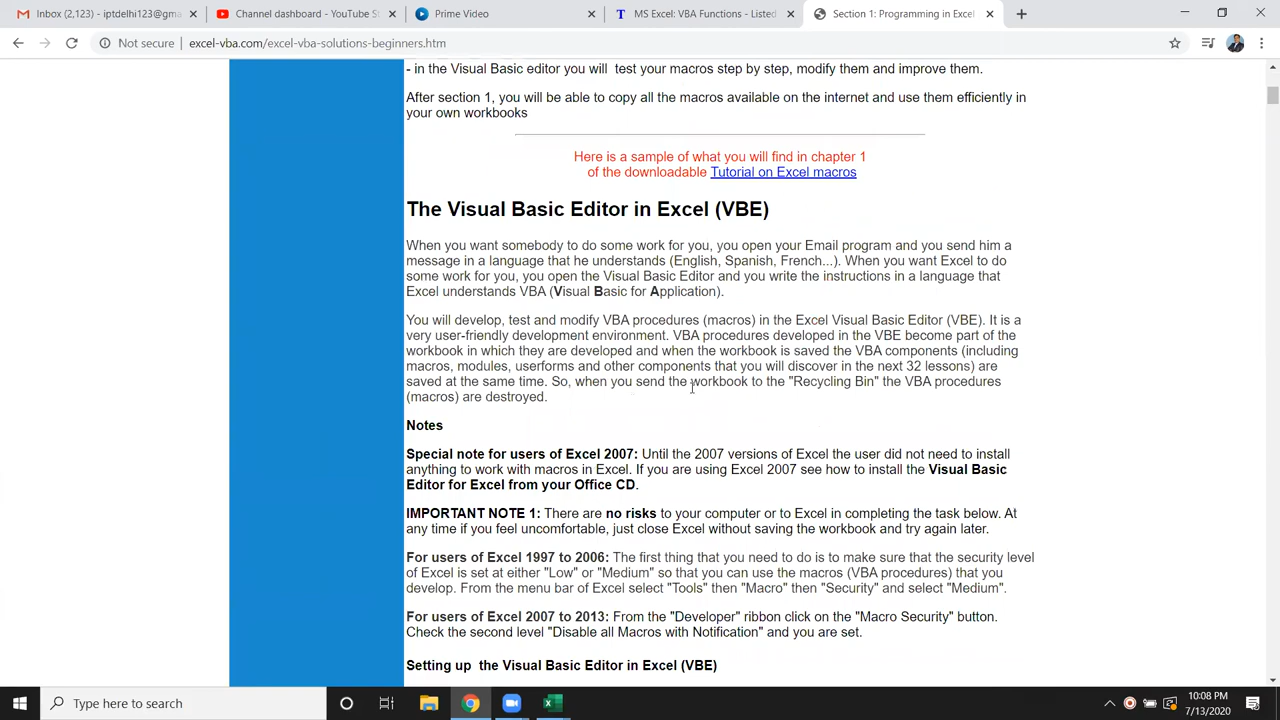 Inbox (2,123) - iptdelhi123@gma
Channel dashboard - YouTube St
Prime Video
MS Excel: VBA Functions - Listed
Section 1: Programming in Excel
Not secure
excel-vba.com/excel-vba-solutions-beginners.htm
- in the Visual Basic editor you will test your macros step by step, modify them and improve them.
After section 1, you will be able to copy all the macros available on the internet and use them efficiently in
your own workbooks
Here is a sample of what you will find in chapter 1
of the downloadable Tutorial on Excel macros
The Visual Basic Editor in Excel (VBE)
When you want somebody to do some work for you, you open your Email program and you send him a
message in a language that he understands (English, Spanish, French...). When you want Excel to do
some work for you, you open the Visual Basic Editor and you write the instructions in a language that
Excel understands VBA (Visual Basic for Application).
You will develop, test and modify VBA procedures (macros) in the Excel Visual Basic Editor (VBE). It is a
very user-friendly development environment. VBA procedures developed in the VBE become part of the
workbook in which they are developed and when the workbook is saved the VBA components (including
macros, modules, userforms and other components that you will discover in the next 32 lessons) are
saved at the same time. So, when you send the workbook to the "Recycling Bin" the VBA procedures
(macros) are destroyed.
Notes
Special note for users of Excel 2007: Until the 2007 versions of Excel the user did not need to install
anything to work with macros in Excel. If you are using Excel 2007 see how to install the Visual Basic
Editor for Excel from your Office CD.
IMPORTANT NOTE 1: There are no risks to your computer or to Excel in completing the task below. At
any time if you feel uncomfortable, just close Excel without saving the workbook and try again later.
For users of Excel 1997 to 2006: The first thing that you need to do is to make sure that the security level
of Excel is set at either "Low" or "Medium" so that you can use the macros (VBA procedures) that you
develop. From the menu bar of Excel select "Tools" then "Macro" then "Security" and select "Medium".
For users of Excel 2007 to 2013: From the "Developer" ribbon click on the "Macro Security" button.
Check the second level "Disable all Macros with Notification" and you are set.
Setting up the Visual Basic Editor in Excel (VBE)
Type here to search
10:08 PM
7/13/2020